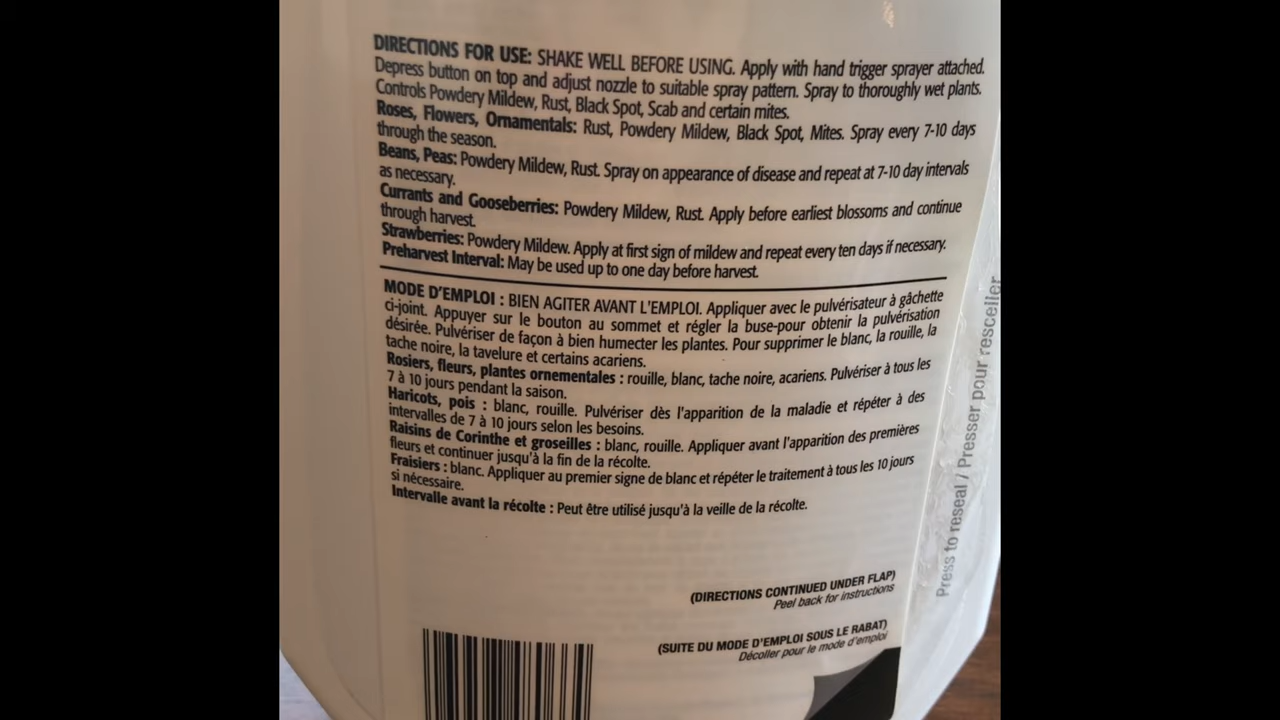 DIRECTIONS FOR USE: SHAKE WELL BEFORE USING. Apply with hand trigger sprayer attached.
Depress button on top and adjust nozzle to suitable spray pattern. Spray to thoroughly wet plants.
Controls Powdery Mildew, Rust, Black Spot, Scab and certain mites.
Roses, Flowers, Ornamentals: Rust, Powdery Mildew, Black Spot, Mites. Spray every 7-10 days
through the season.
Beans, Peas: Powdery Mildew, Rust. Spray on appearance of disease and repeat at 7-10 day intervals
as necessary.
Currants and Gooseberries: Powdery Mildew, Rust. Apply before earliest blossoms and continue
through harvest.
Strawberries: Powdery Mildew. Apply at first sign of mildew and repeat every ten days if necessary.
Preharvest Interval: May be used up to one day before harvest.
MODE D'EMPLOI : BIEN AGITER AVANT L'EMPLOI. Appliquer avec le pulvérisateur à gâchette
ci-joint. Appuyer sur le bouton au sommet et régler la buse-pour obtenir la pulvérisation
désirée. Pulvériser de façon à bien humecter les plantes. Pour supprimer le blanc, la rouille, la
tache noire, la tavelure et certains acariens.
Rosiers, fleurs, plantes ornementales : rouille, blanc, tache noire, acariens. Pulvériser à tous les
7 à 10 jours pendant la saison.
Haricots, pois : blanc, rouille. Pulvériser dès l'apparition de la maladie et répéter à des
intervalles de 7 à 10 jours selon les besoins.
Raisins de Corinthe et groseilles : blanc, rouille. Appliquer avant l'apparition des premières
fleurs et continuer jusqu'à la fin de la récolte.
Fraisiers : blanc. Appliquer au premier signe de blanc et répéter le traitement à tous les 10 jours
si nécessaire.
Intervalle avant la récolte : Peut être utilisé jusqu'à la veille de la récolte.
(DIRECTIONS CONTINUED UNDER FLAP)
Peel back for instructions
(SUITE DU MODE D'EMPLOI SOUS LE RABAT)
Décoller pour le mode d'emploi
Press to reseal / Presser pour resceller